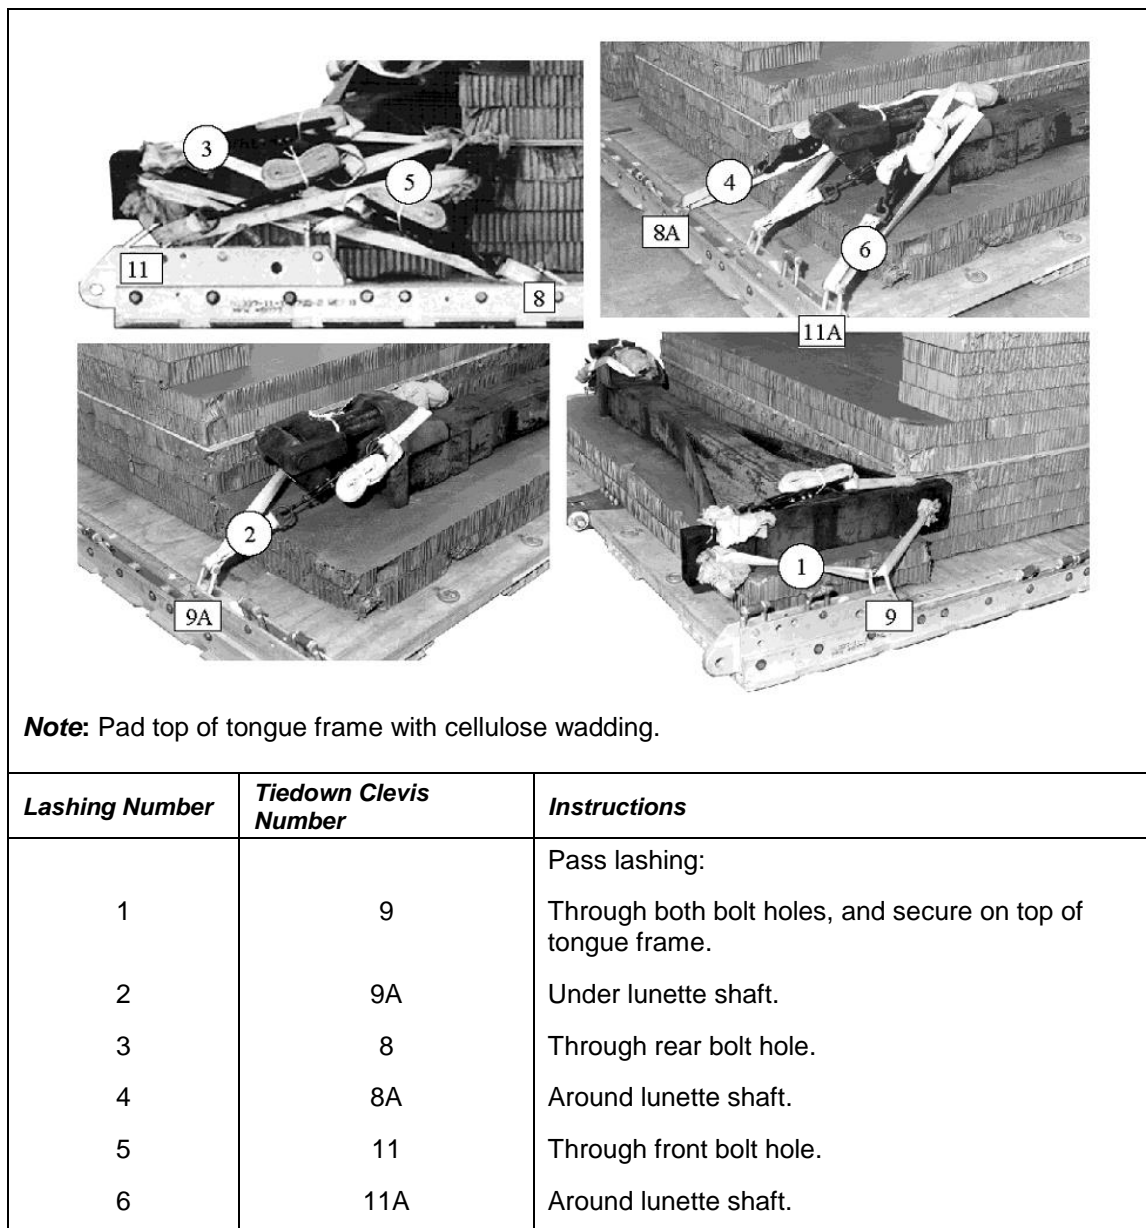 3
5
11
8
4
8A
6
11A
2
9A
1
9
Note: Pad top of tongue frame with cellulose wadding.
Lashing Number
Tiedown Clevis
Number
Instructions
Pass lashing:
1
9
Through both bolt holes, and secure on top of
tongue frame.
2
9A
Under lunette shaft.
3
8
Through rear bolt hole.
4
8A
Around lunette shaft.
5
11
Through front bolt hole.
6
11A
Around lunette shaft.